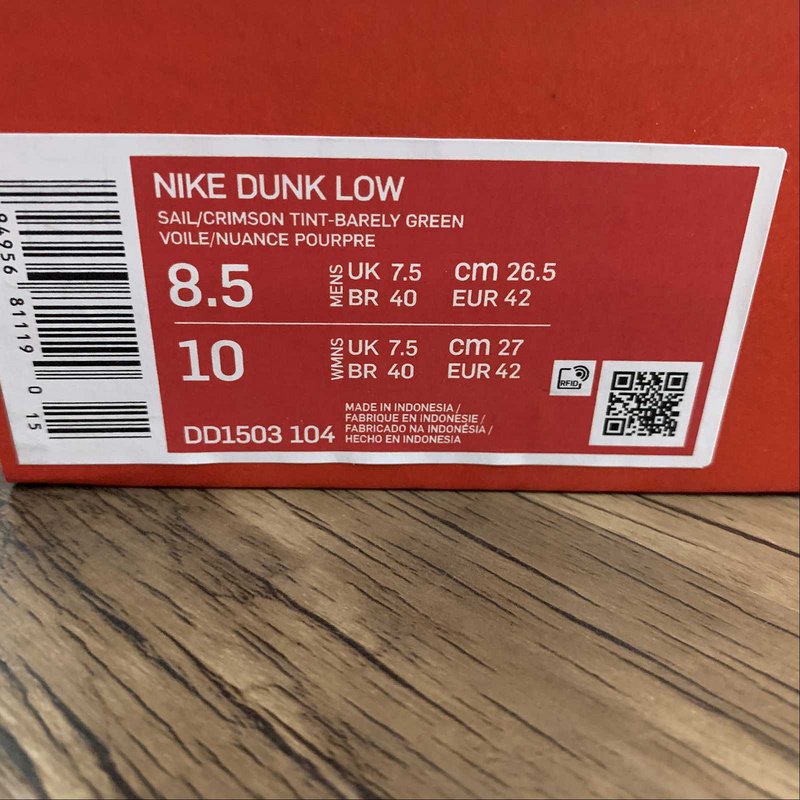 NIKE DUNK LOW
SAIL/CRIMSON TINT-BARELY GREEN
VOILE/NUANCE POURPRE
8.5
MENS
UK 7.5 cm 26.5
BR 40 EUR 42
10
WMNS
UK 7.5 cm 27
BR 40 EUR 42
DD1503 104
MADE IN INDONESIA /
FABRIQUE EN INDONESIE /
FABRICADO NA INDONÉSIA /
HECHO EN INDONESIA
RFID
81119 0 15